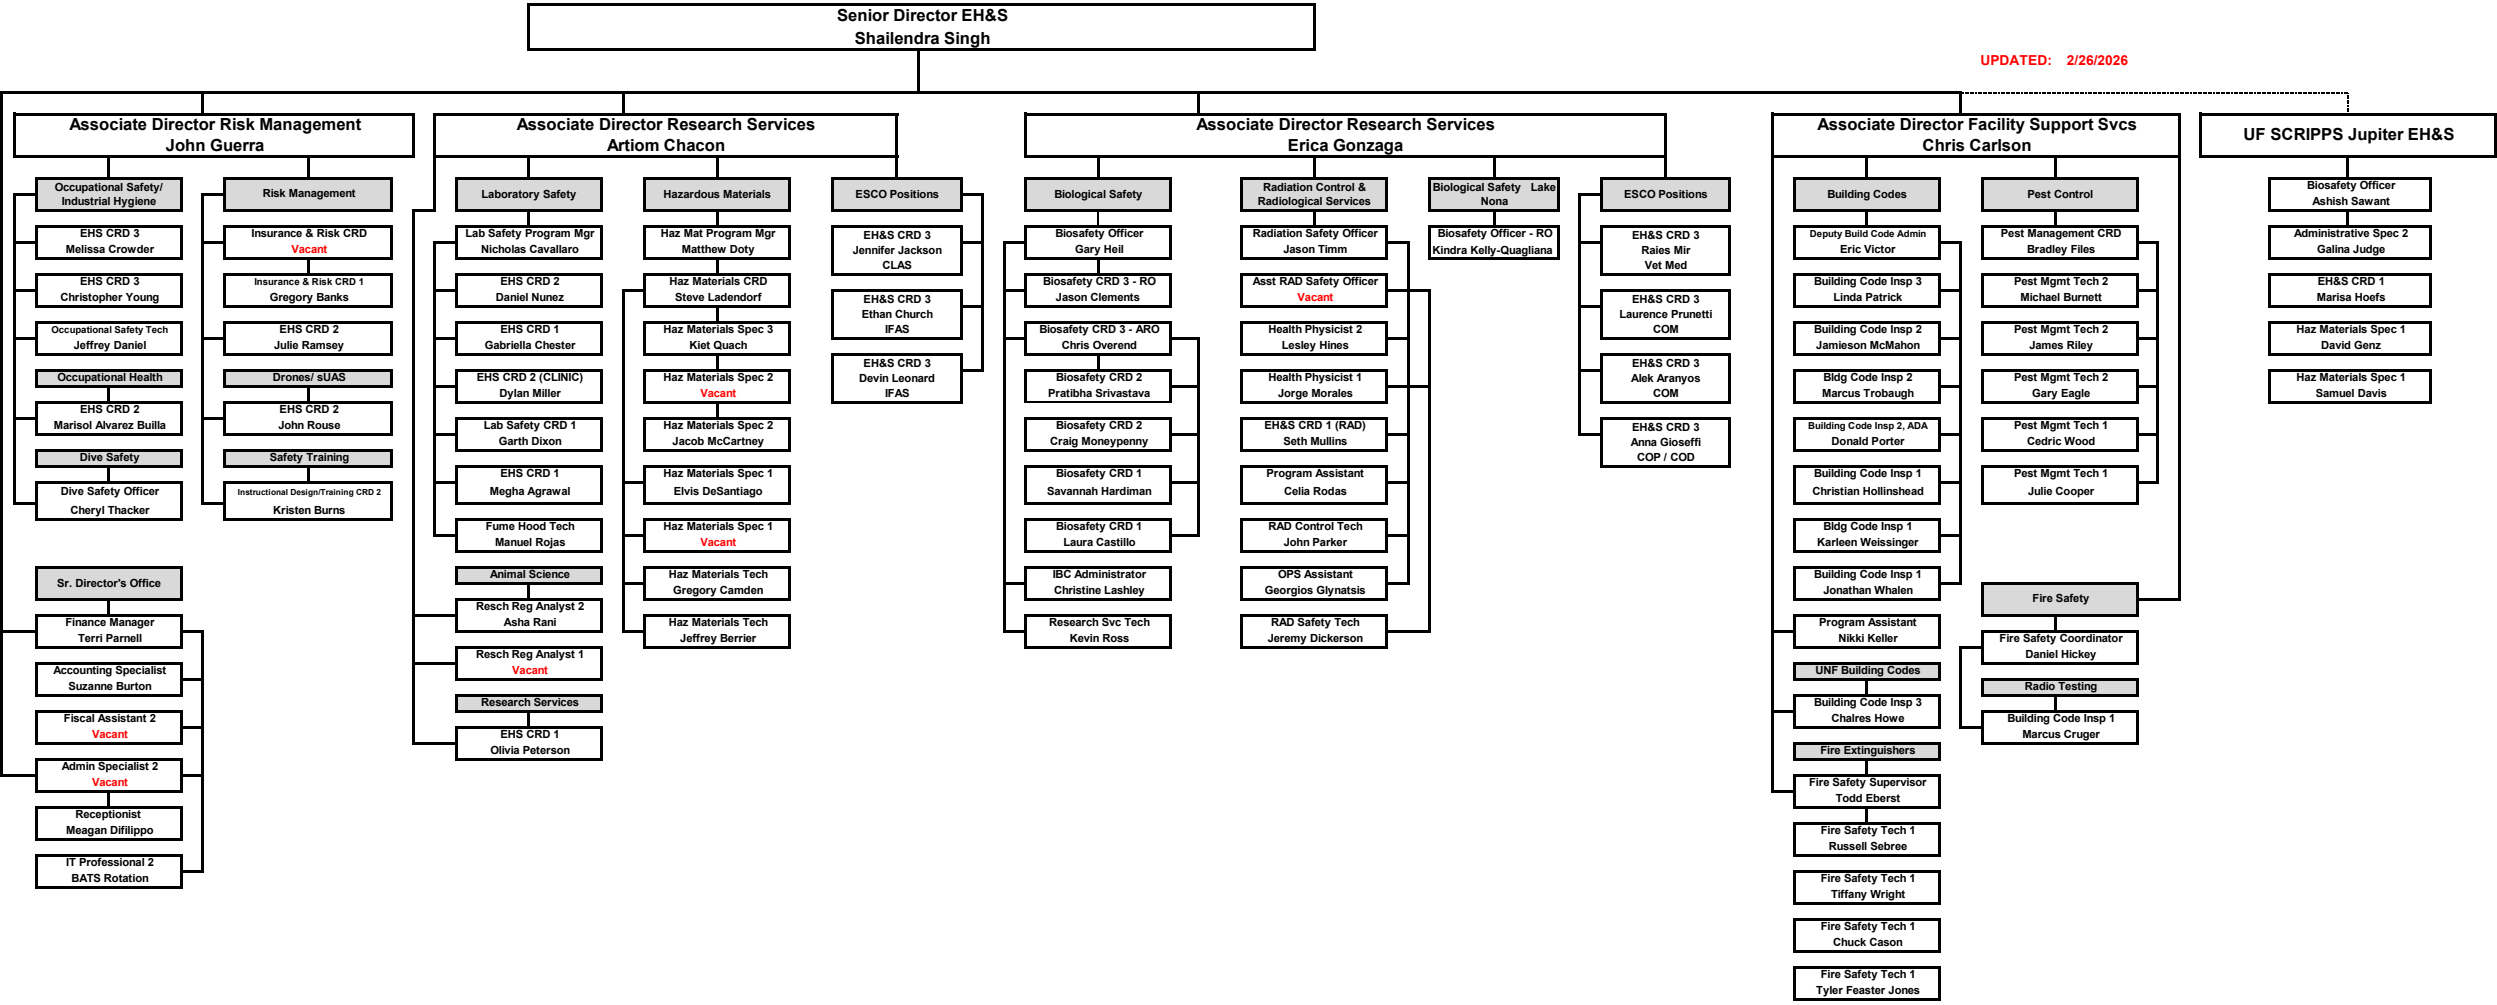 Senior Director EH&S
Shailendra Singh
UPDATED: 2/26/2026
Associate Director Risk Management
John Guerra
Occupational Safety/
Industrial Hygiene
EHS CRD 3
Melissa Crowder
EHS CRD 3
Christopher Young
Occupational Safety Tech
Jeffrey Daniel
Occupational Health
EHS CRD 2
Marisol Alvarez Builla
Dive Safety
Dive Safety Officer
Cheryl Thacker
Risk Management
Insurance & Risk CRD
Vacant
Insurance & Risk CRD 1
Gregory Banks
EHS CRD 2
Julie Ramsey
Drones/ sUAS
EHS CRD 2
John Rouse
Safety Training
Instructional Design/Training CRD 2
Kristen Burns
Sr. Director's Office
Finance Manager
Terri Parnell
Accounting Specialist
Suzanne Burton
Fiscal Assistant 2
Vacant
Admin Specialist 2
Vacant
Receptionist
Meagan Difilippo
IT Professional 2
BATS Rotation
Associate Director Research Services
Artiom Chacon
Laboratory Safety
Lab Safety Program Mgr
Nicholas Cavallaro
EHS CRD 2
Daniel Nunez
EHS CRD 1
Gabriella Chester
EHS CRD 2 (CLINIC)
Dylan Miller
Lab Safety CRD 1
Garth Dixon
EHS CRD 1
Megha Agrawal
Fume Hood Tech
Manuel Rojas
Animal Science
Resch Reg Analyst 2
Asha Rani
Resch Reg Analyst 1
Vacant
Research Services
EHS CRD 1
Olivia Peterson
Hazardous Materials
Haz Mat Program Mgr
Matthew Doty
Haz Materials CRD
Steve Ladendorf
Haz Materials Spec 3
Kiet Quach
Haz Materials Spec 2
Vacant
Haz Materials Spec 2
Jacob McCartney
Haz Materials Spec 1
Elvis DeSantiago
Haz Materials Spec 1
Vacant
Haz Materials Tech
Gregory Camden
Haz Materials Tech
Jeffrey Berrier
ESCO Positions
EH&S CRD 3
Jennifer Jackson
CLAS
EH&S CRD 3
Ethan Church
IFAS
EH&S CRD 3
Devin Leonard
IFAS
Associate Director Research Services
Erica Gonzaga
Biological Safety
Biosafety Officer
Gary Heil
Biosafety CRD 3 - RO
Jason Clements
Biosafety CRD 3 - ARO
Chris Overend
Biosafety CRD 2
Pratibha Srivastava
Biosafety CRD 2
Craig Moneypenny
Biosafety CRD 1
Savannah Hardiman
Biosafety CRD 1
Laura Castillo
IBC Administrator
Christine Lashley
Research Svc Tech
Kevin Ross
Radiation Control &
Radiological Services
Radiation Safety Officer
Jason Timm
Asst RAD Safety Officer
Vacant
Health Physicist 2
Lesley Hines
Health Physicist 1
Jorge Morales
EH&S CRD 1 (RAD)
Seth Mullins
Program Assistant
Celia Rodas
RAD Control Tech
John Parker
OPS Assistant
Georgios Glynatsis
RAD Safety Tech
Jeremy Dickerson
Biological Safety Lake
Nona
Biosafety Officer - RO
Kindra Kelly-Quagliana
ESCO Positions
EH&S CRD 3
Raies Mir
Vet Med
EH&S CRD 3
Laurence Prunetti
COM
EH&S CRD 3
Alek Aranyos
COM
EH&S CRD 3
Anna Gioseffi
COP / COD
Associate Director Facility Support Svcs
Chris Carlson
Building Codes
Deputy Build Code Admin
Eric Victor
Building Code Insp 3
Linda Patrick
Building Code Insp 2
Jamieson McMahon
Bldg Code Insp 2
Marcus Trobaugh
Building Code Insp 2, ADA
Donald Porter
Building Code Insp 1
Christian Hollinshead
Bldg Code Insp 1
Karleen Weissinger
Building Code Insp 1
Jonathan Whalen
Program Assistant
Nikki Keller
UNF Building Codes
Building Code Insp 3
Chalres Howe
Fire Extinguishers
Fire Safety Supervisor
Todd Eberst
Fire Safety Tech 1
Russell Sebree
Fire Safety Tech 1
Tiffany Wright
Fire Safety Tech 1
Chuck Cason
Fire Safety Tech 1
Tyler Feaster Jones
Pest Control
Pest Management CRD
Bradley Files
Pest Mgmt Tech 2
Michael Burnett
Pest Mgmt Tech 2
James Riley
Pest Mgmt Tech 2
Gary Eagle
Pest Mgmt Tech 1
Cedric Wood
Pest Mgmt Tech 1
Julie Cooper
Fire Safety
Fire Safety Coordinator
Daniel Hickey
Radio Testing
Building Code Insp 1
Marcus Cruger
UF SCRIPPS Jupiter EH&S
Biosafety Officer
Ashish Sawant
Administrative Spec 2
Galina Judge
EH&S CRD 1
Marisa Hoefs
Haz Materials Spec 1
David Genz
Haz Materials Spec 1
Samuel Davis